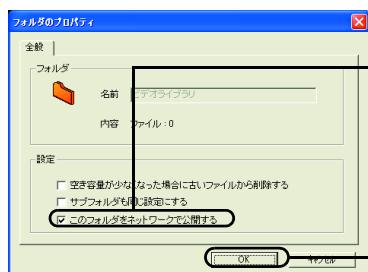 フォルダのプロパティ
全般
フォルダ
名前 ビデオライブラリ
内容 ファイル:0
設定
空き容量が少なくなった場合に古いファイルから削除する
サブフォルダも同じ設定にする
このフォルダをネットワークで公開する
OK キャンセル